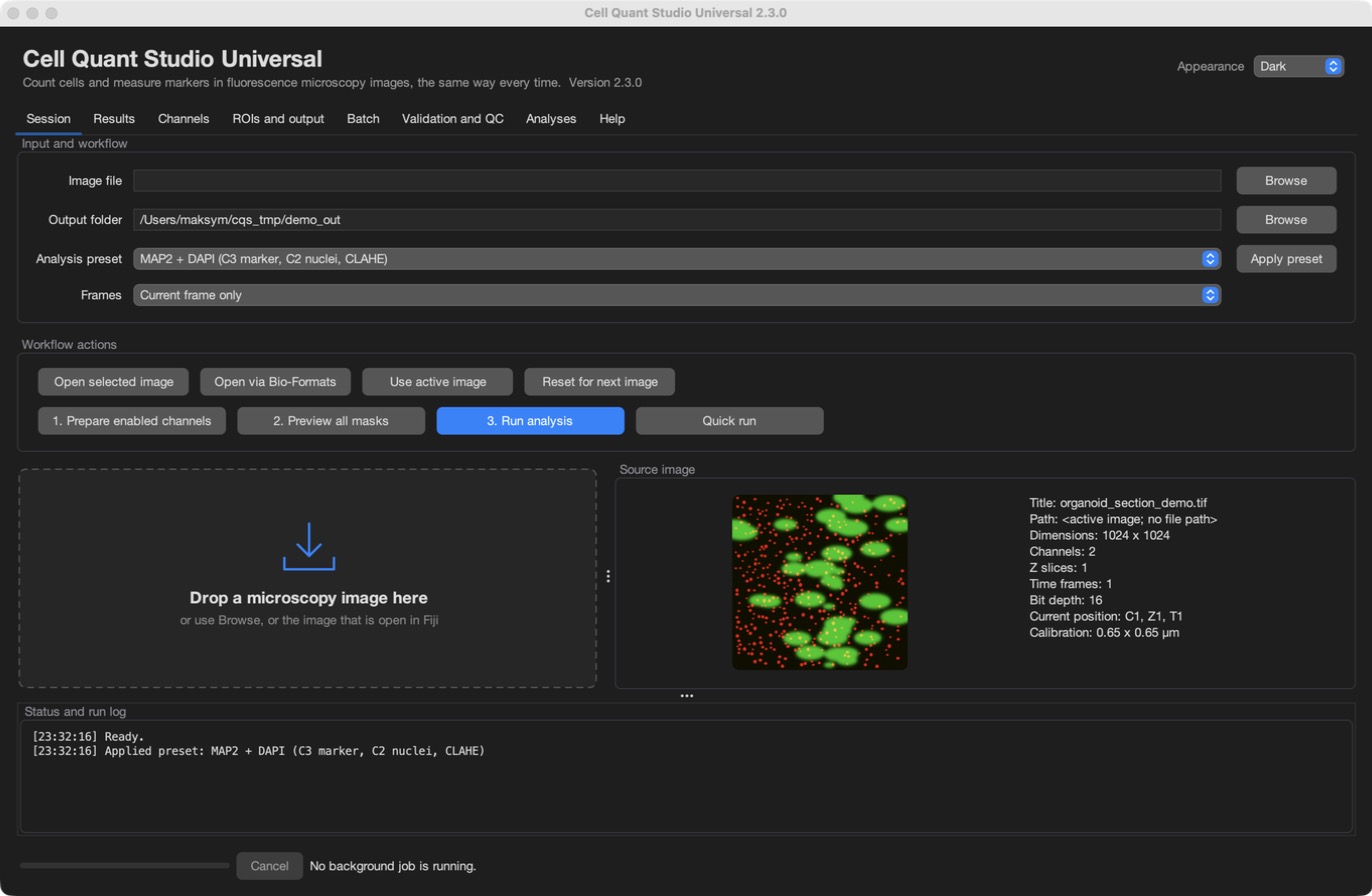 Cell Quant Studio Universal 2.3.0
Cell Quant Studio Universal
Count cells and measure markers in fluorescence microscopy images, the same way every time. Version 2.3.0
Appearance Dark
Session Results Channels ROIs and output Batch Validation and QC Analyses Help
Input and workflow
Image file Browse
Output folder /Users/maksym/cqs_tmp/demo_out Browse
Analysis preset MAP2 + DAPI (C3 marker, C2 nuclei, CLAHE) Apply preset
Frames Current frame only
Workflow actions
Open selected image Open via Bio-Formats Use active image Reset for next image
1. Prepare enabled channels 2. Preview all masks 3. Run analysis Quick run
Drop a microscopy image here
or use Browse, or the image that is open in Fiji
Source image
Title: organoid_section_demo.tif
Path: <active image; no file path>
Dimensions: 1024 x 1024
Channels: 2
Z slices: 1
Time frames: 1
Bit depth: 16
Current position: C1, Z1, T1
Calibration: 0.65 x 0.65 µm
Status and run log
[23:32:16] Ready.
[23:32:16] Applied preset: MAP2 + DAPI (C3 marker, C2 nuclei, CLAHE)
Cancel No background job is running.